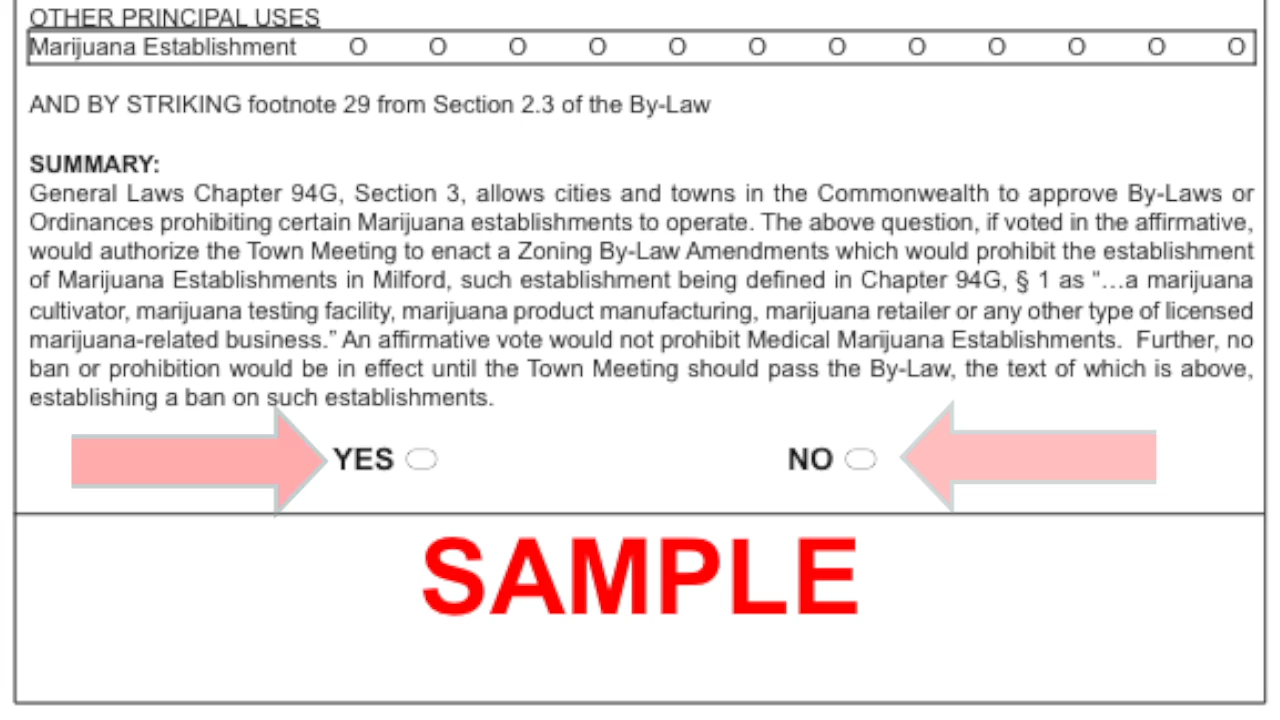 OTHER PRINCIPAL USES
Marijuana Establishment O O O O O O O O O O O O
AND BY STRIKING footnote 29 from Section 2.3 of the By-Law
SUMMARY:
General Laws Chapter 94G, Section 3, allows cities and towns in the Commonwealth to approve By-Laws or
Ordinances prohibiting certain Marijuana establishments to operate. The above question, if voted in the affirmative,
would authorize the Town Meeting to enact a Zoning By-Law Amendments which would prohibit the establishment
of Marijuana Establishments in Milford, such establishment being defined in Chapter 94G, § 1 as "…a marijuana
cultivator, marijuana testing facility, marijuana product manufacturing, marijuana retailer or any other type of licensed
marijuana-related business." An affirmative vote would not prohibit Medical Marijuana Establishments. Further, no
ban or prohibition would be in effect until the Town Meeting should pass the By-Law, the text of which is above,
establishing a ban on such establishments.
YES NO
SAMPLE